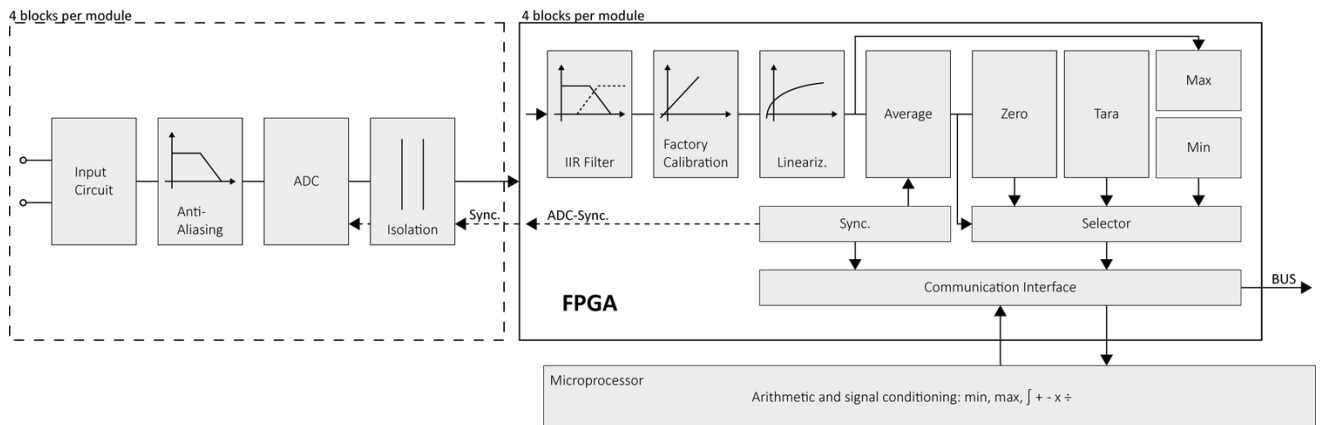 4 blocks per module
4 blocks per module
Input
Circuit
Anti-
Aliasing
ADC
Isolation
Sync.
ADC-Sync.
IIR Filter
Factory
Calibration
Lineariz.
Average
Zero
Tara
Max
Min
Sync.
Selector
Communication Interface
BUS
FPGA
Microprocessor
Arithmetic and signal conditioning: min, max, ∫ + - x ÷